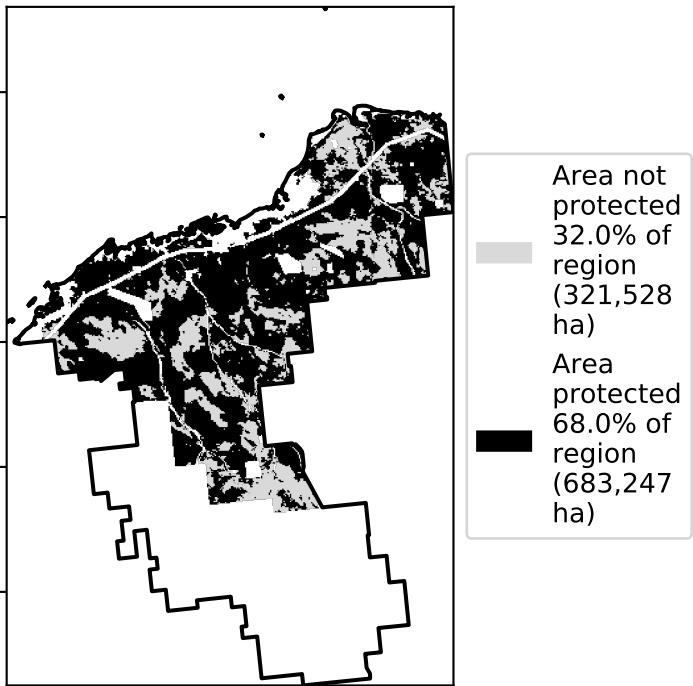 Area not
protected
32.0% of
region
(321,528
ha)
Area
protected
68.0% of
region
(683,247
ha)